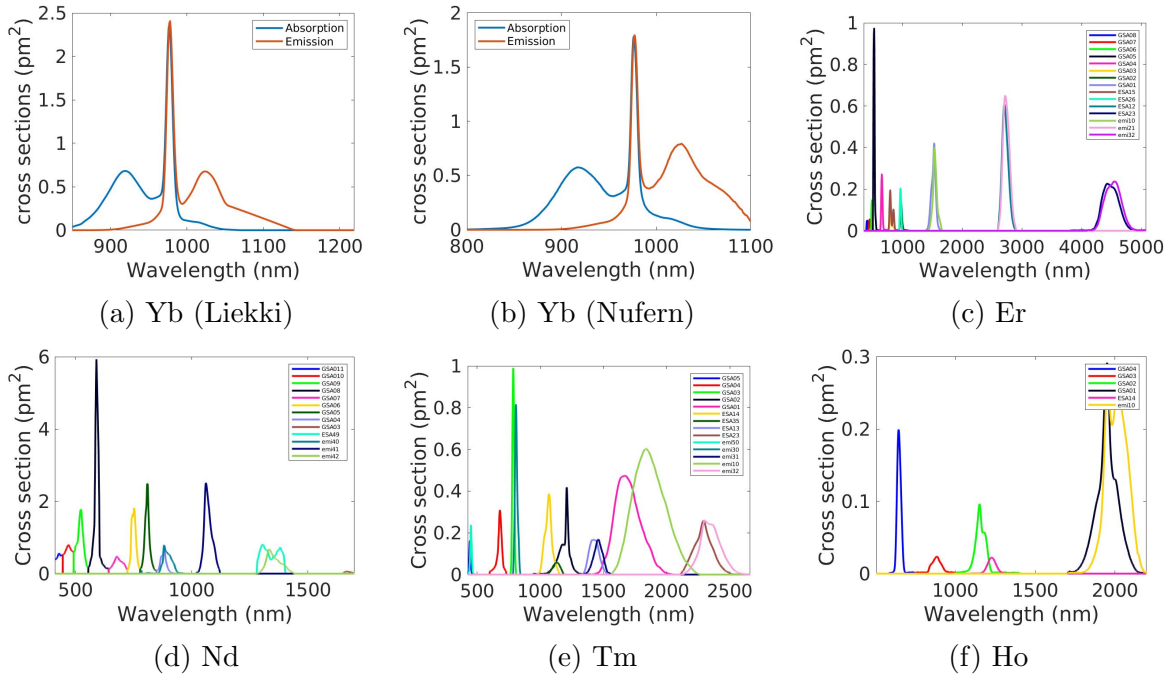 2.5
2
1.5
1
0.5
0
cross sections (pm²)
Absorption
Emission
900
1000
1100
1200
Wavelength (nm)
(a) Yb (Liekki)
2
1.5
1
0.5
0
cross sections (pm²)
Absorption
Emission
800
900
1000
1100
Wavelength (nm)
(b) Yb (Nufern)
1
0.8
0.6
0.4
0.2
0
Cross section (pm²)
GSA08
GSA07
GSA06
GSA05
GSA04
GSA03
GSA02
GSA01
ESA15
ESA26
ESA12
ESA23
emi10
emi21
emi32
1000
2000
3000
4000
5000
Wavelength (nm)
(c) Er
6
4
2
0
Cross section (pm²)
GSA011
GSA010
GSA09
GSA08
GSA07
GSA06
GSA05
GSA04
GSA03
ESA49
emi40
emi41
emi42
500
1000
1500
Wavelength (nm)
(d) Nd
1
0.8
0.6
0.4
0.2
0
Cross section (pm²)
GSA05
GSA04
GSA03
GSA02
GSA01
ESA14
ESA35
ESA13
ESA23
emi50
emi30
emi31
emi10
emi32
500
1000
1500
2000
2500
Wavelength (nm)
(e) Tm
0.3
0.2
0.1
0
Cross section (pm²)
GSA04
GSA03
GSA02
GSA01
ESA14
emi10
1000
1500
2000
Wavelength (nm)
(f) Ho